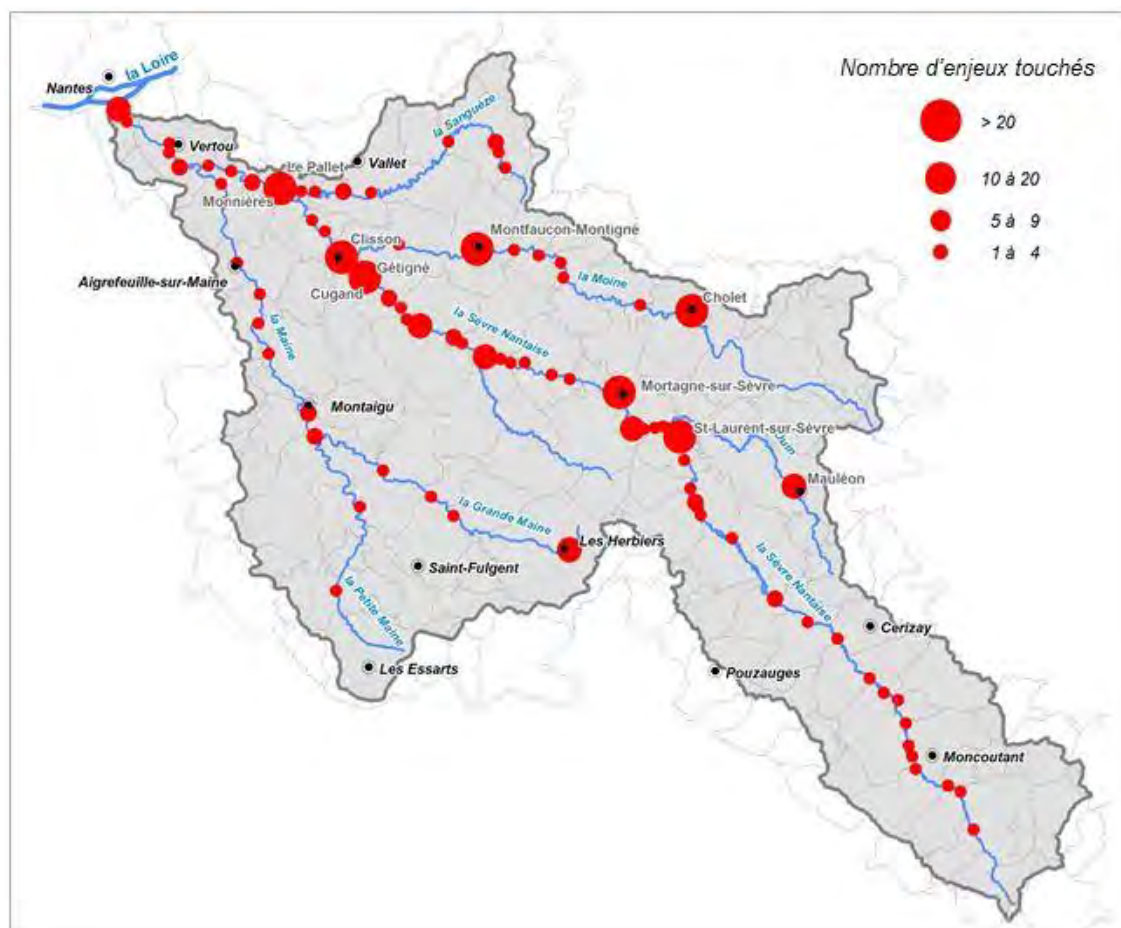 Nombre d'enjeux touchés
> 20
10 à 20
5 à 9
1 à 4
la Loire
Nantes
Vertou
la Sanguèze
Vallet
Le Pallet
Monnières
Clisson
Montfaucon-Montigné
Gétigné
Cugand
Aigrefeuille-sur-Maine
la Moine
Cholet
la Maine
la Sèvre Nantaise
Montaigu
Mortagne-sur-Sèvre
St-Laurent-sur-Sèvre
Mauléon
la Grande Maine
Les Herbiers
Saint-Fulgent
la Petite Maine
Les Essarts
la Sèvre Nantaise
Cerizay
Pouzauges
Moncoutant